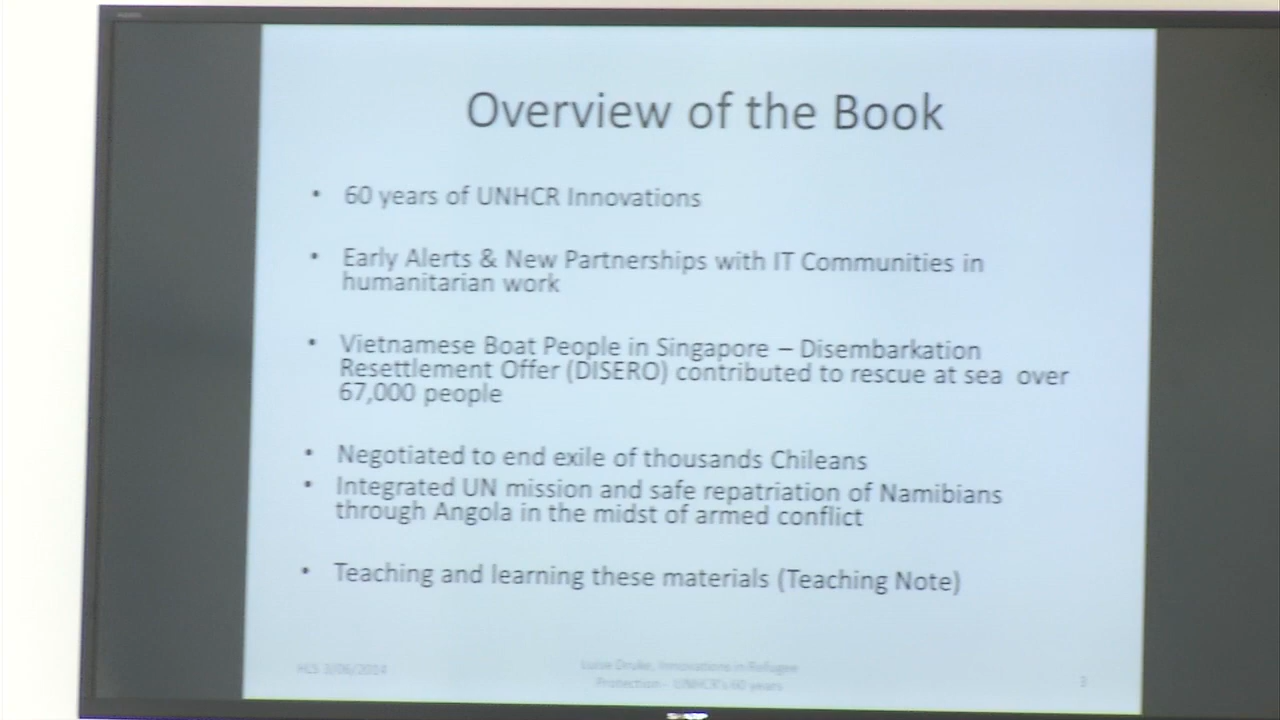 Overview of the Book
• 60 years of UNHCR Innovations
• Early Alerts & New Partnerships with IT Communities in
humanitarian work
• Vietnamese Boat People in Singapore – Disembarkation
Resettlement Offer (DISERO) contributed to rescue at sea over
67,000 people
• Negotiated to end exile of thousands Chileans
• Integrated UN mission and safe repatriation of Namibians
through Angola in the midst of armed conflict
• Teaching and learning these materials (Teaching Note)
HLS 3/06/2014
Luise Druke, Innovations in Refugee
Protection – UNHCR's 60 years
3
SHARP